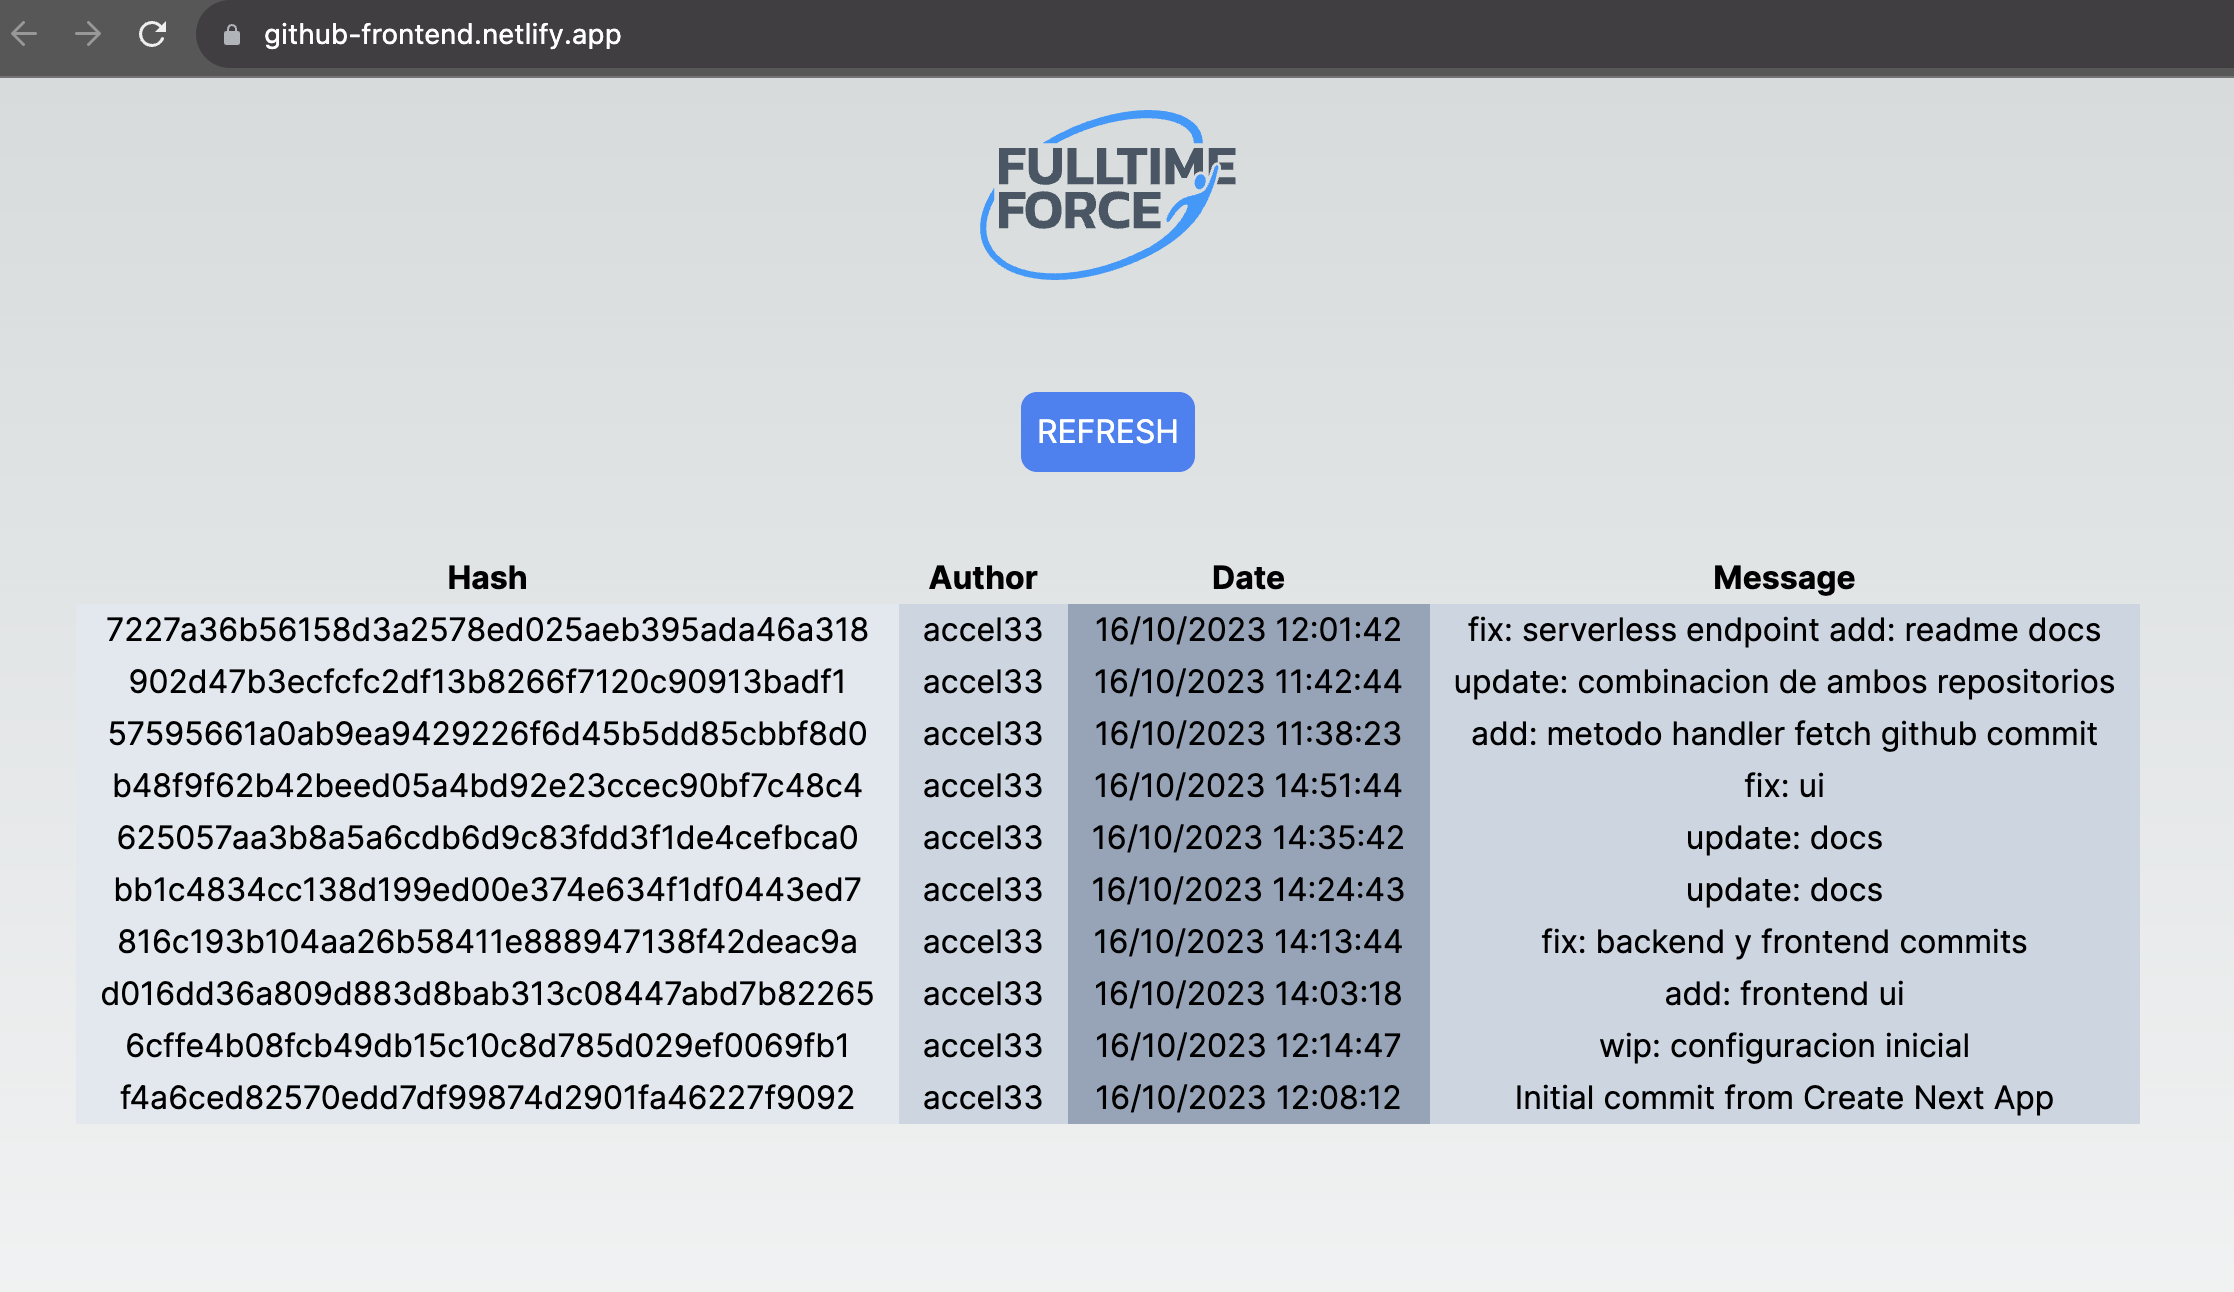 github-frontend.netlify.app
FULLTIME
FORCE
REFRESH
Hash Author Date Message
7227a36b56158d3a2578ed025aeb395ada46a318 accel33 16/10/2023 12:01:42 fix: serverless endpoint add: readme docs
902d47b3ecfcfc2df13b8266f7120c90913badf1 accel33 16/10/2023 11:42:44 update: combinacion de ambos repositorios
57595661a0ab9ea9429226f6d45b5dd85cbbf8d0 accel33 16/10/2023 11:38:23 add: metodo handler fetch github commit
b48f9f62b42beed05a4bd92e23ccec90bf7c48c4 accel33 16/10/2023 14:51:44 fix: ui
625057aa3b8a5a6cdb6d9c83fdd3f1de4cefbca0 accel33 16/10/2023 14:35:42 update: docs
bb1c4834cc138d199ed00e374e634f1df0443ed7 accel33 16/10/2023 14:24:43 update: docs
816c193b104aa26b58411e888947138f42deac9a accel33 16/10/2023 14:13:44 fix: backend y frontend commits
d016dd36a809d883d8bab313c08447abd7b82265 accel33 16/10/2023 14:03:18 add: frontend ui
6cffe4b08fcb49db15c10c8d785d029ef0069fb1 accel33 16/10/2023 12:14:47 wip: configuracion inicial
f4a6ced82570edd7df99874d2901fa46227f9092 accel33 16/10/2023 12:08:12 Initial commit from Create Next App